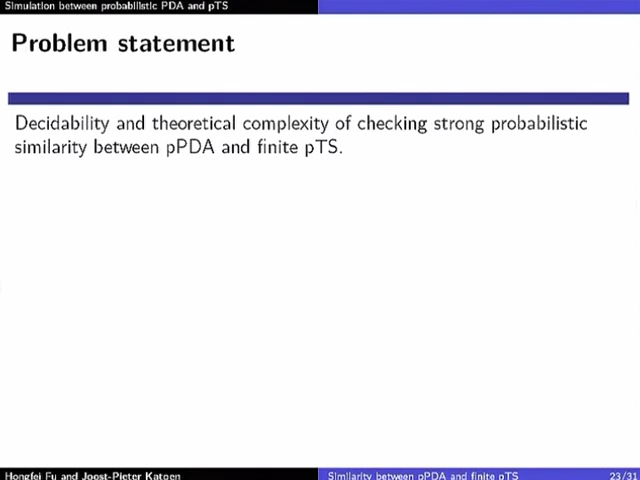 Simulation between probabilistic PDA and pTS
Problem statement
Decidability and theoretical complexity of checking strong probabilistic
similarity between pPDA and finite pTS.
Hongfei Fu and Joost-Pieter Katoen
Similarity between pPDA and finite pTS
23/31